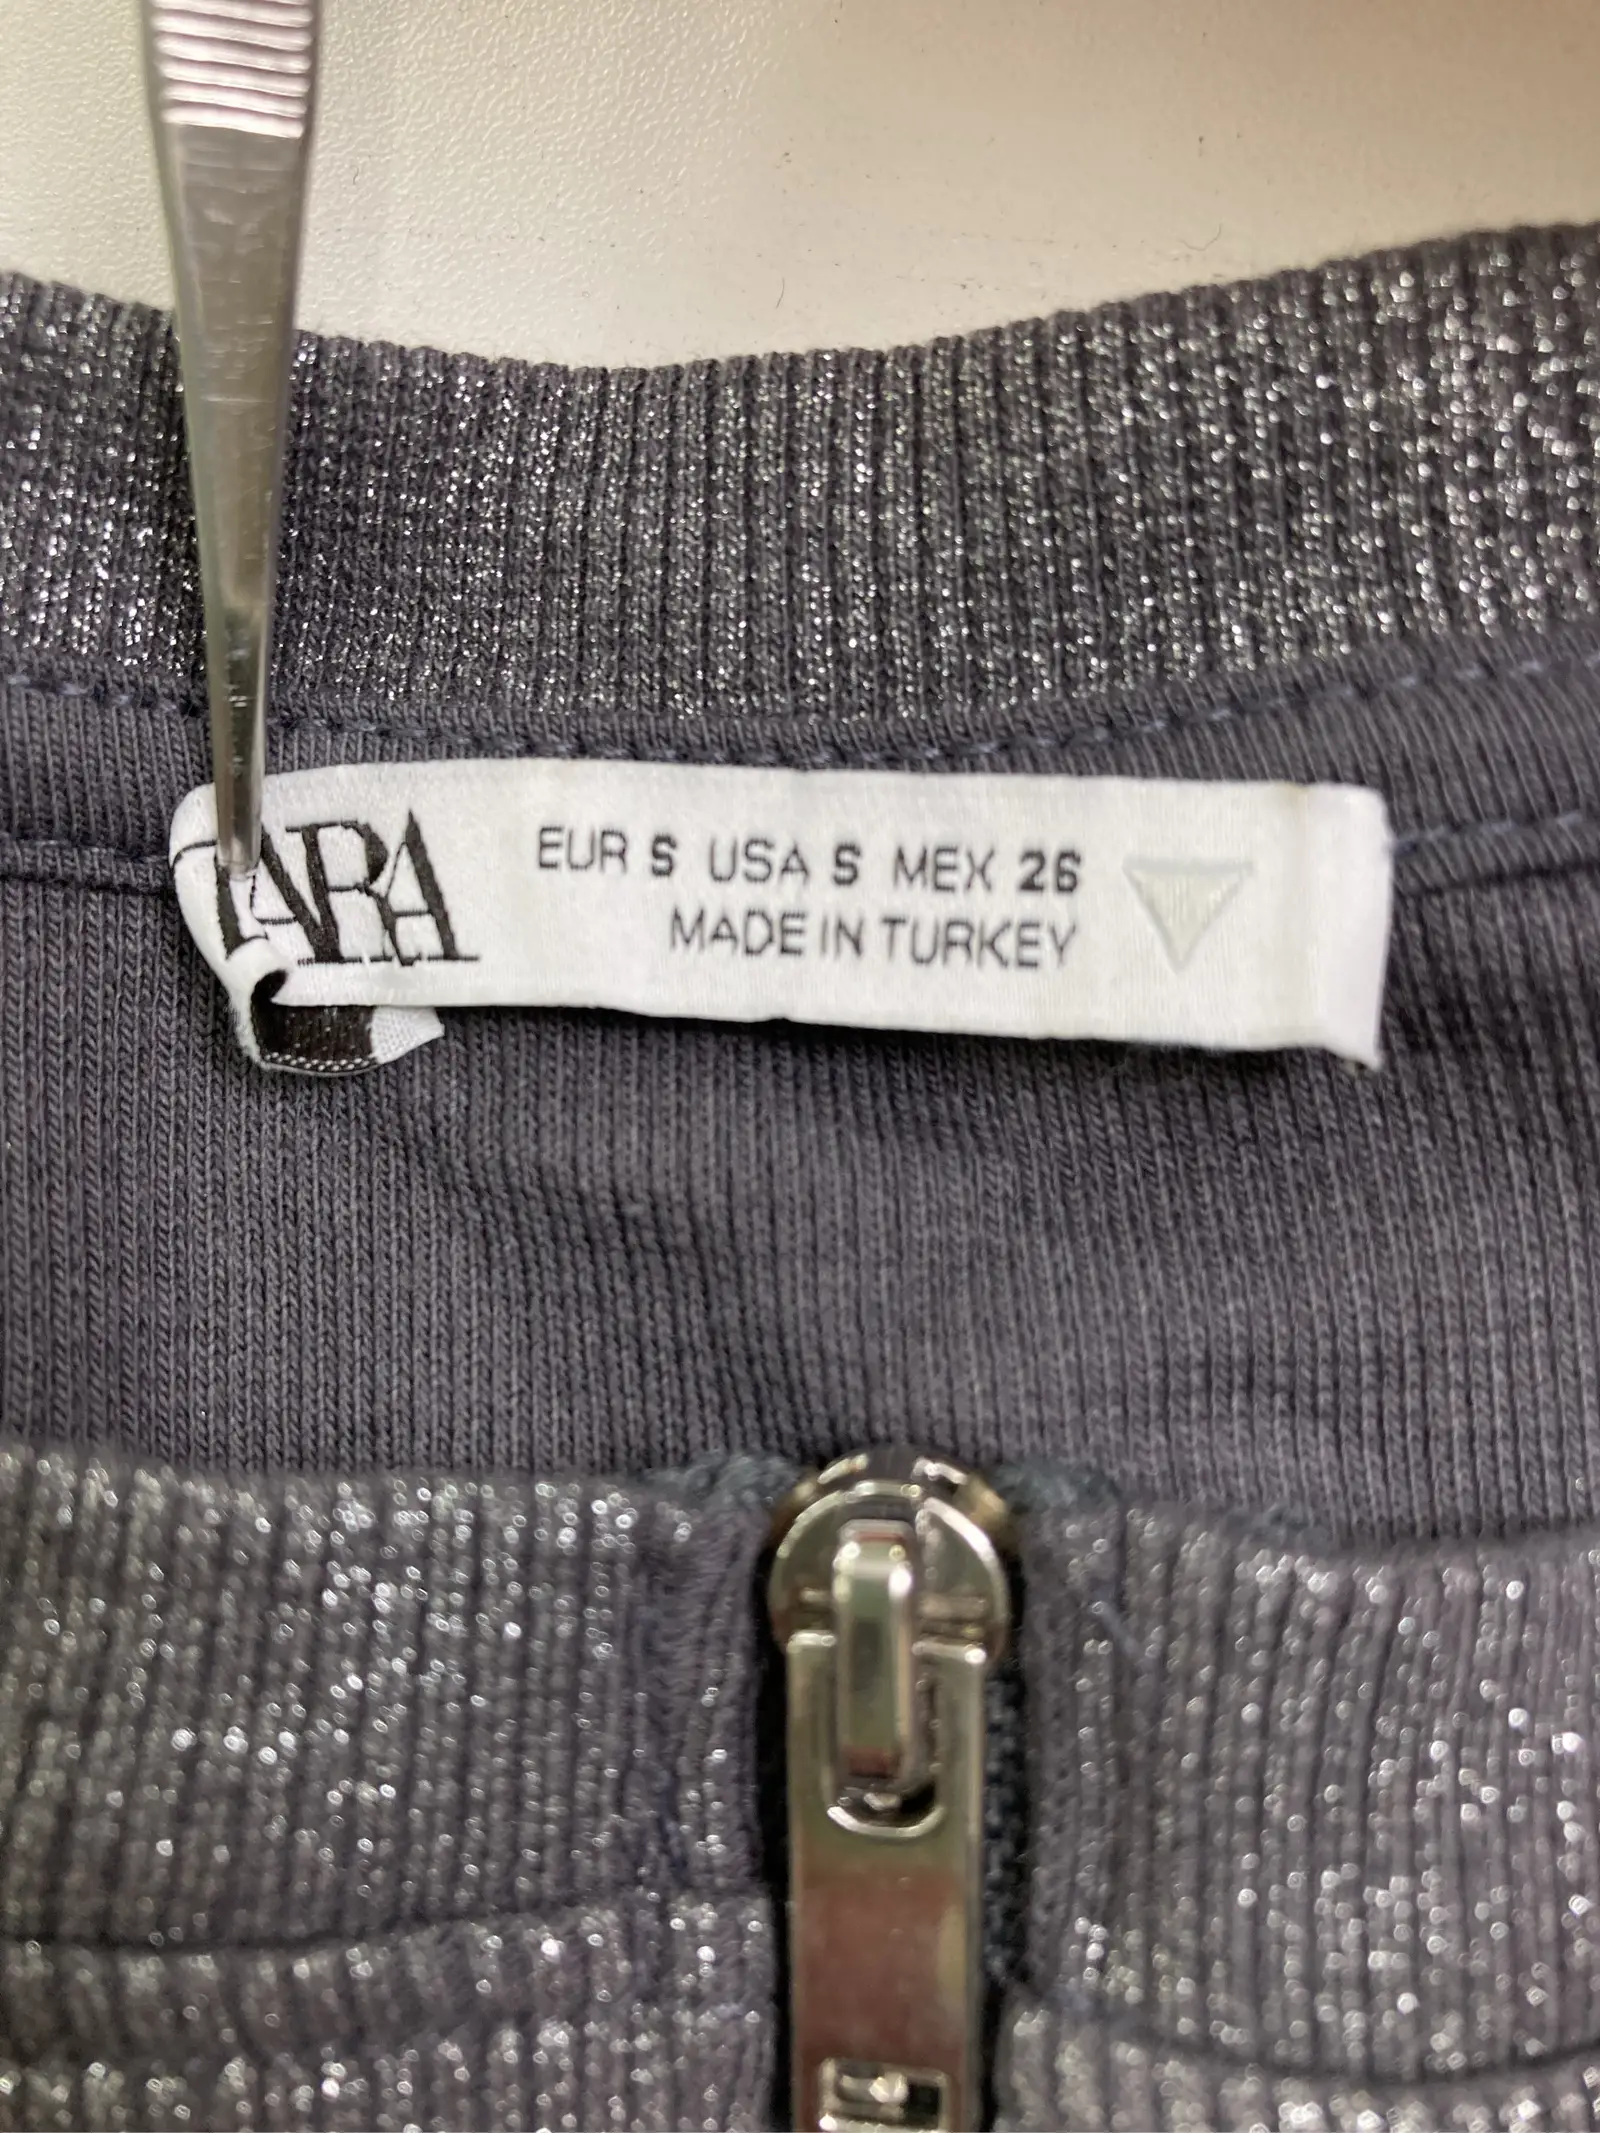 ZARA
EUR S USA S MEX 26
MADE IN TURKEY